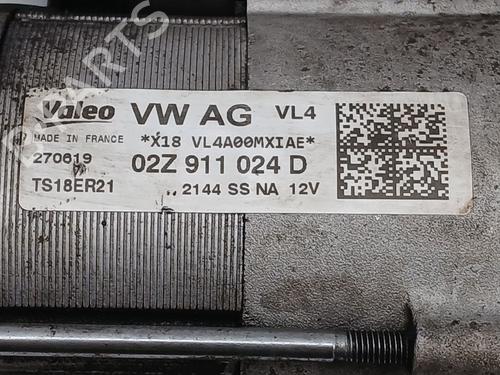 Valeo VW AG VL4
MADE IN FRANCE *X18 VL4A00MXIAE*
270619 02Z 911 024 D
TS18ER21 2144 SS NA 12V